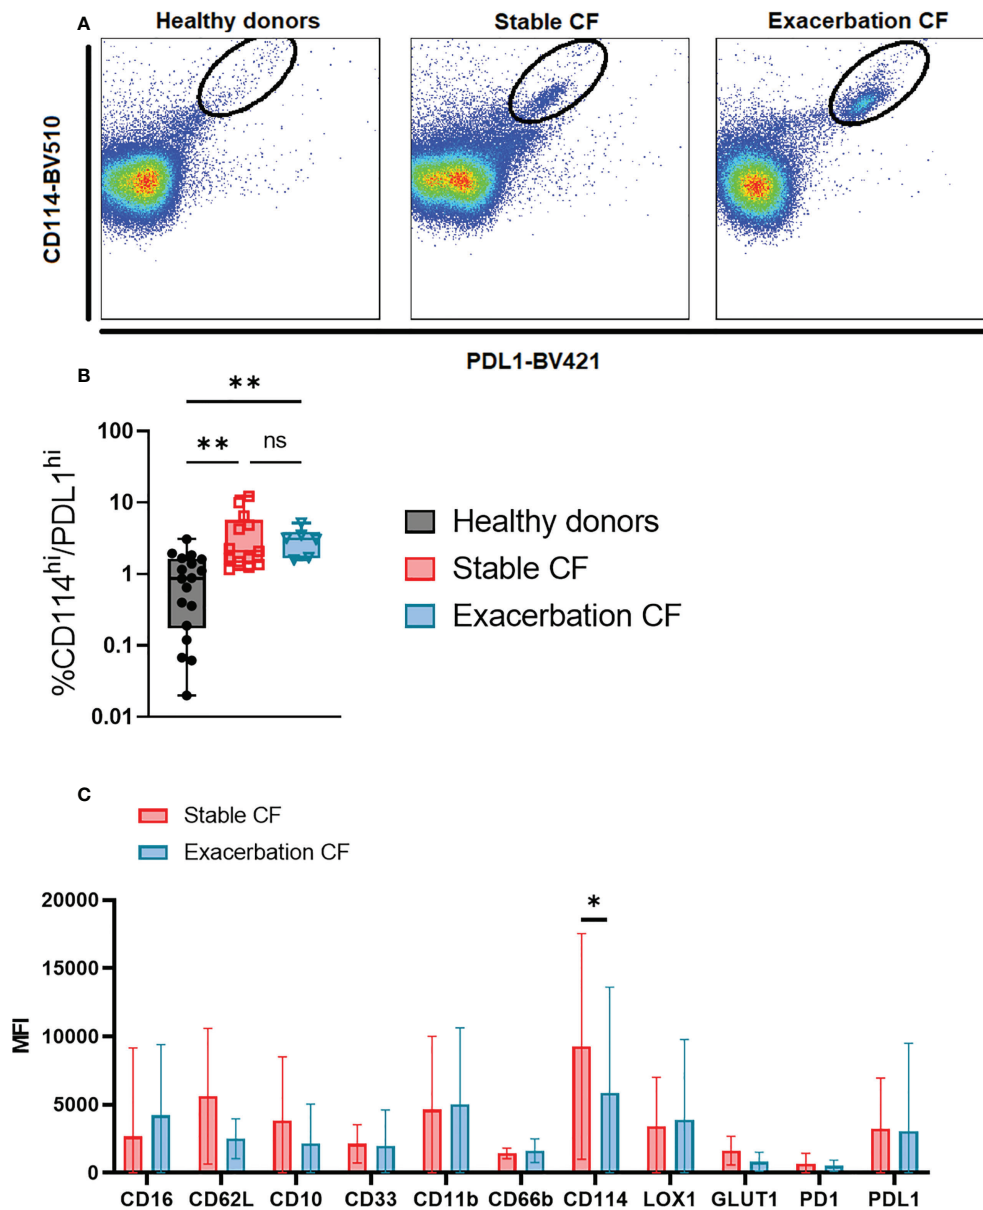 A
Healthy donors
Stable CF
Exacerbation CF
CD114-BV510
PDL1-BV421
B
**
** ns
100
10
1
0.1
0.01
%CD114hi/PDL1hi
Healthy donors
Stable CF
Exacerbation CF
C
Stable CF
Exacerbation CF
*
20000
15000
10000
5000
0
MFI
CD16 CD62L CD10 CD33 CD11b CD66b CD114 LOX1 GLUT1 PD1 PDL1